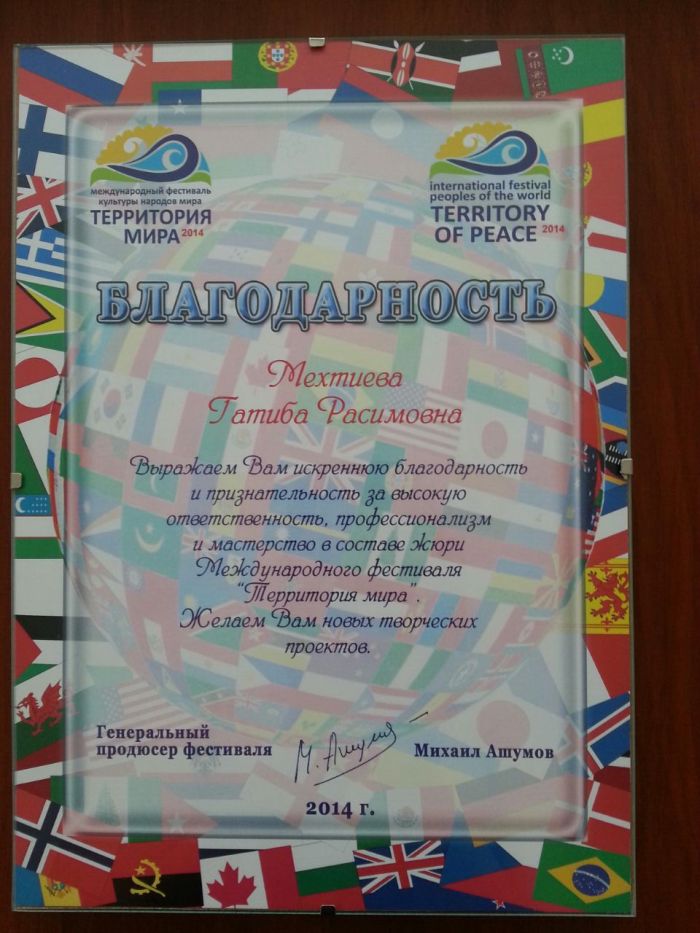 международный фестиваль
культуры народов мира
ТЕРРИТОРИЯ
МИРА 2014
international festival
peoples of the world
TERRITORY
OF PEACE 2014
БЛАГОДАРНОСТЬ
Мехтиева
Гатиба Расимовна
Выражаем Вам искреннюю благодарность
и признательность за высокую
ответственность, профессионализм
и мастерство в составе жюри
Международного фестиваля
“Территория мира”.
Желаем Вам новых творческих
проектов.
Генеральный
продюсер фестиваля
М. Ашумов
Михаил Ашумов
2014 г.